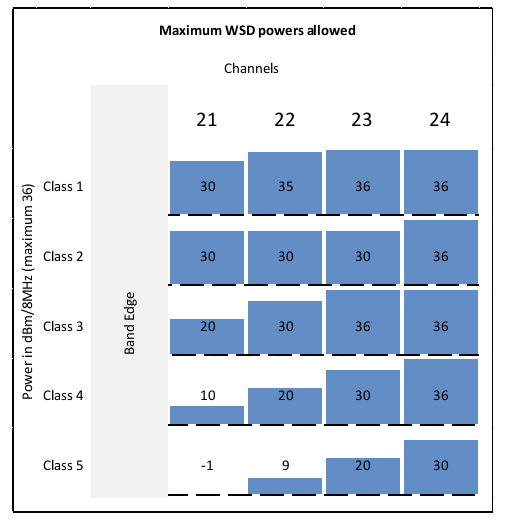 Maximum WSD powers allowed
Channels
21 22 23 24
Power in dBm/8MHz (maximum 36)
Band Edge
Class 1 30 35 36 36
Class 2 30 30 30 36
Class 3 20 30 36 36
Class 4 10 20 30 36
Class 5 -1 9 20 30